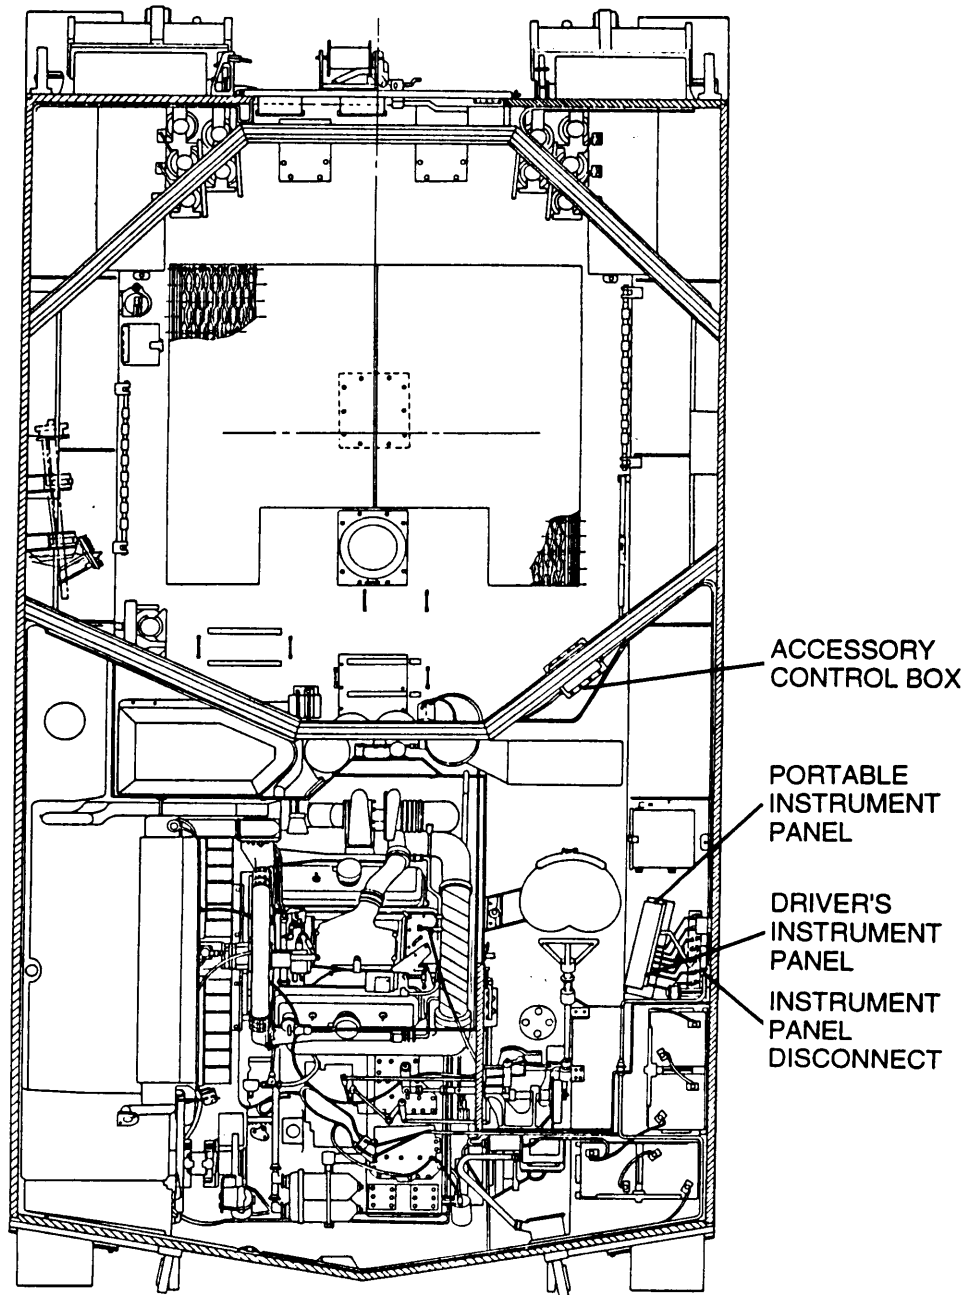 ACCESSORY
CONTROL BOX
PORTABLE
INSTRUMENT
PANEL
DRIVER'S
INSTRUMENT
PANEL
INSTRUMENT
PANEL
DISCONNECT